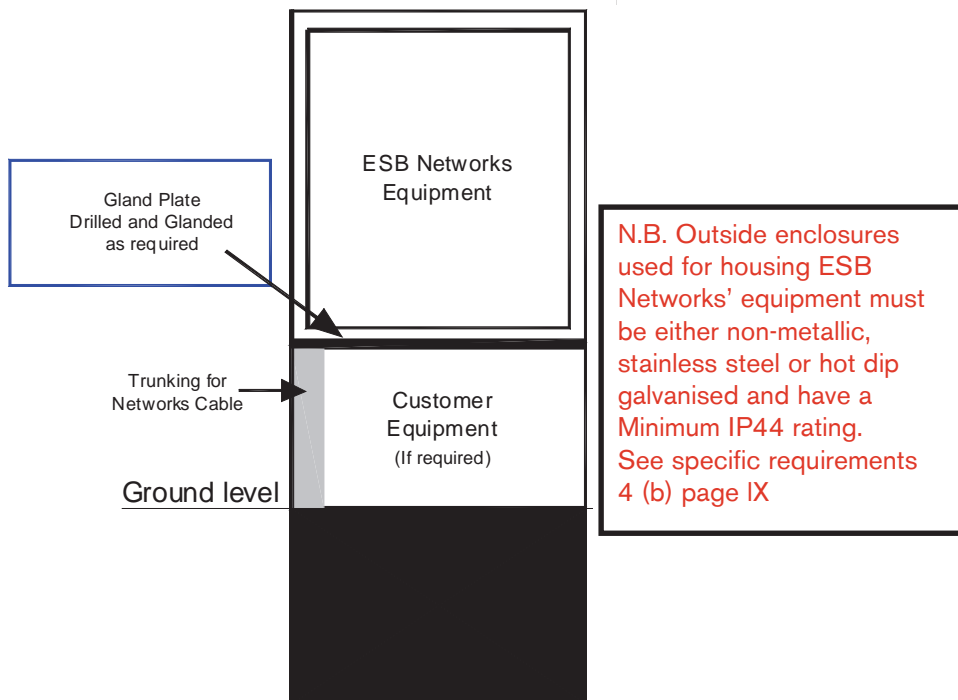 ESB Networks
Equipment
Gland Plate
Drilled and Glanded
as required
N.B. Outside enclosures
used for housing ESB
Networks’ equipment must
be either non-metallic,
stainless steel or hot dip
galvanised and have a
Minimum IP44 rating.
See specific requirements
4 (b) page IX
Trunking for
Networks Cable
Customer
Equipment
(If required)
Ground level